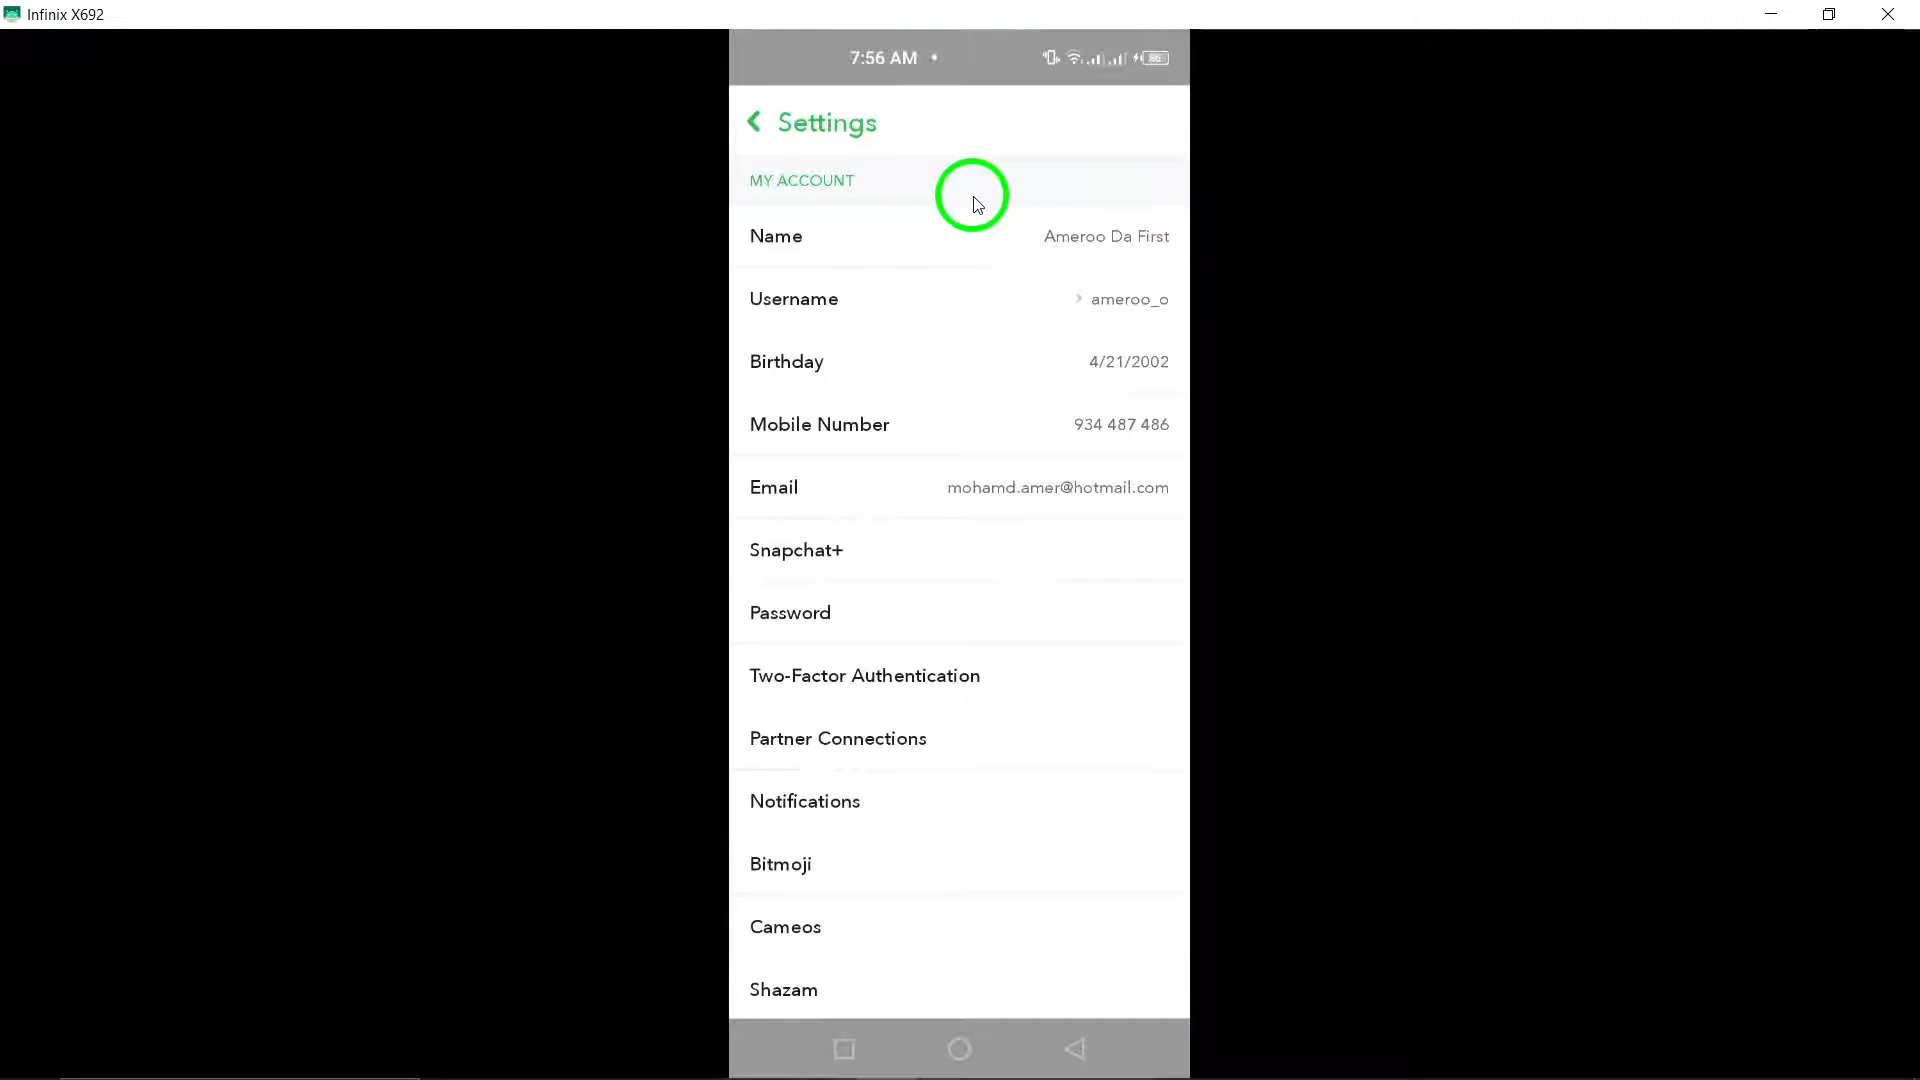 Infinix X692
7:56 AM
86
Settings
MY ACCOUNT
Name Ameroo Da First
Username ameroo_o
Birthday 4/21/2002
Mobile Number 934 487 486
Email mohamd.amer@hotmail.com
Snapchat+
Password
Two-Factor Authentication
Partner Connections
Notifications
Bitmoji
Cameos
Shazam